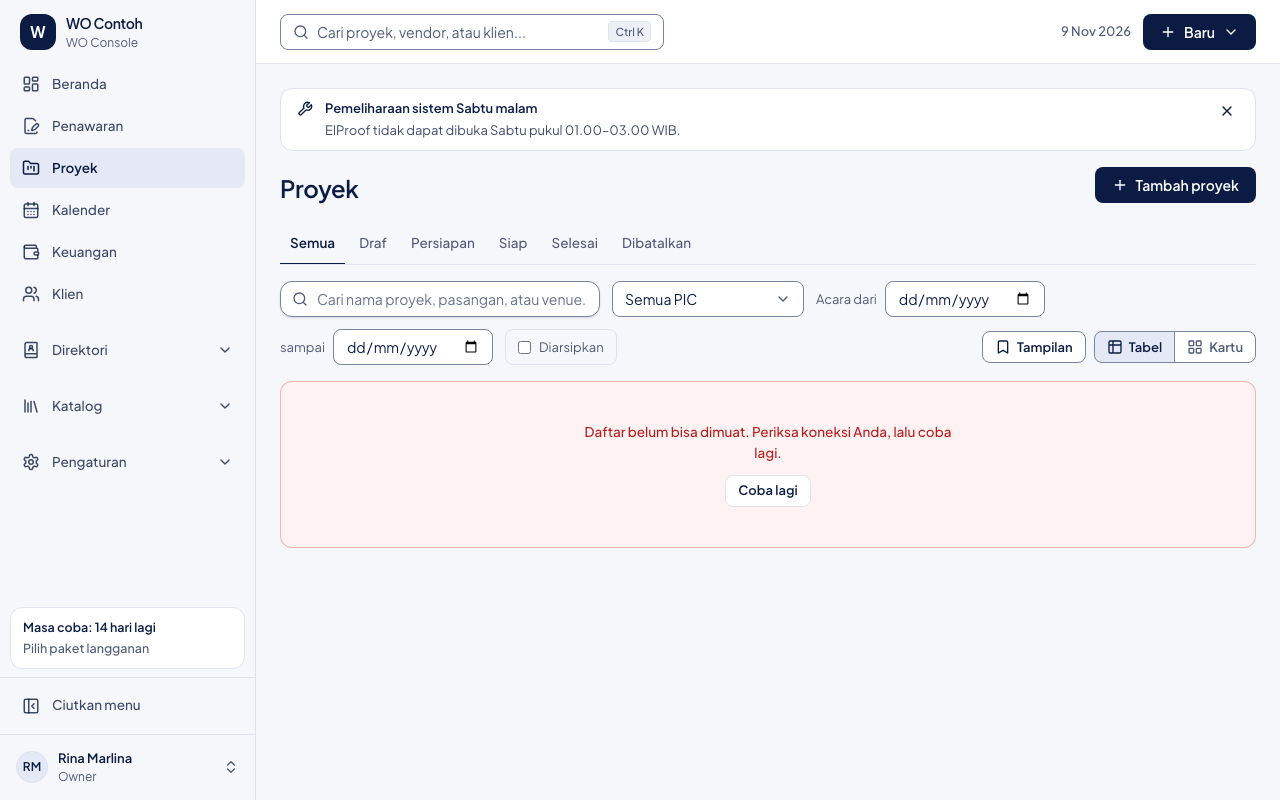 W
WO Contoh
WO Console
Beranda
Penawaran
Proyek
Kalender
Keuangan
Klien
Direktori
Katalog
Pengaturan
Masa coba: 14 hari lagi
Pilih paket langganan
Ciutkan menu
RM
Rina Marlina
Owner
Cari proyek, vendor, atau klien...
Ctrl K
9 Nov 2026
Baru
Pemeliharaan sistem Sabtu malam
ElProof tidak dapat dibuka Sabtu pukul 01.00–03.00 WIB.
Proyek
Tambah proyek
Semua
Draf
Persiapan
Siap
Selesai
Dibatalkan
Cari nama proyek, pasangan, atau venue.
Semua PIC
Acara dari
dd/mm/yyyy
sampai
dd/mm/yyyy
Diarsipkan
Tampilan
Tabel
Kartu
Daftar belum bisa dimuat. Periksa koneksi Anda, lalu coba
lagi.
Coba lagi